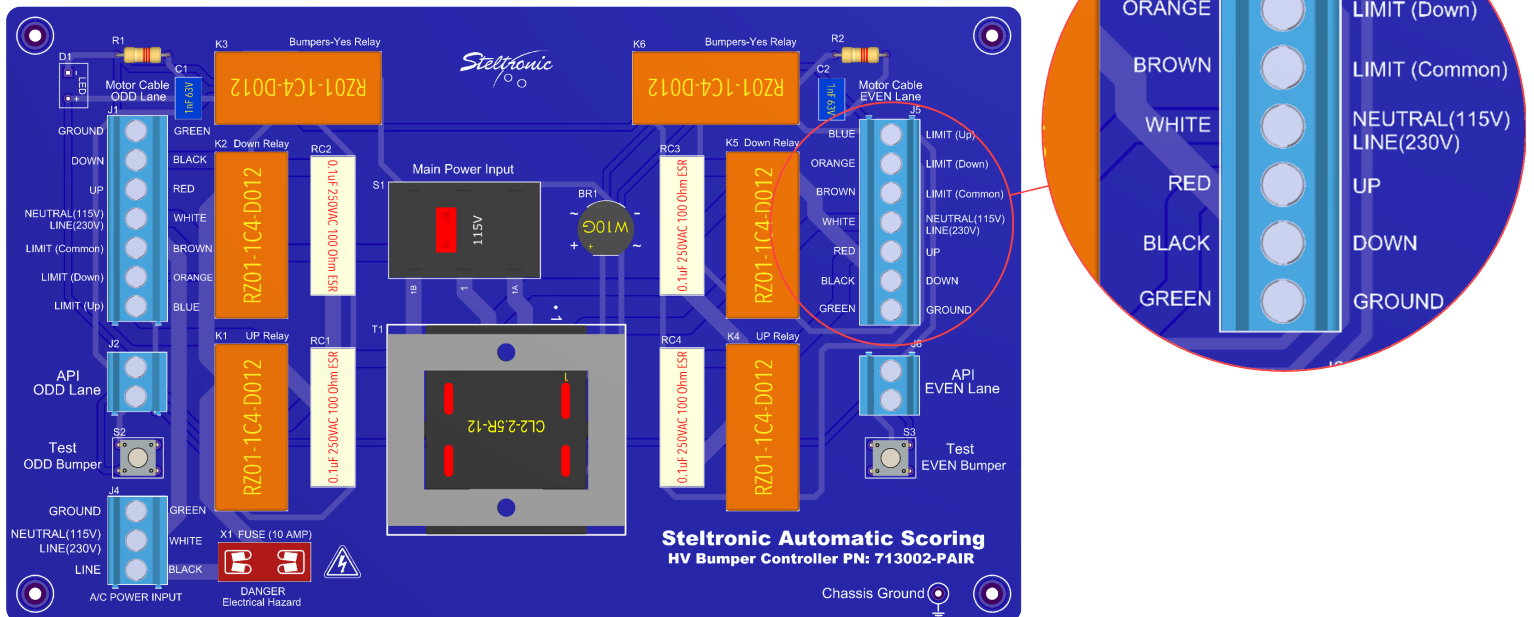 R1
K3
Bumpers-Yes Relay
Steltronic
K6
Bumpers-Yes Relay
R2
D1
LED
-
+
C1
1nF 63V
RZ01-1C4-D012
RZ01-1C4-D012
C2
1nF 63V
Motor Cable
ODD Lane
Motor Cable
EVEN Lane
J1
GROUND GREEN
DOWN BLACK
UP RED
NEUTRAL(115V)
LINE(230V)
WHITE
LIMIT (Common) BROWN
LIMIT (Down) ORANGE
LIMIT (Up) BLUE
K2 Down Relay
RZ01-1C4-D012
RC2
0.1uF 250VAC 100 Ohm ESR
Main Power Input
S1
115V
1B
1
1A
BR1
W10G
~
~
+
-
+
RC3
0.1uF 250VAC 100 Ohm ESR
K5 Down Relay
RZ01-1C4-D012
J5
BLUE LIMIT (Up)
ORANGE LIMIT (Down)
BROWN LIMIT (Common)
WHITE
NEUTRAL(115V)
LINE(230V)
RED UP
BLACK DOWN
GREEN GROUND
J2
API
ODD Lane
K1 UP Relay
RZ01-1C4-D012
RC1
0.1uF 250VAC 100 Ohm ESR
T1
1
1
CL2-2.5R-12
RC4
0.1uF 250VAC 100 Ohm ESR
K4 UP Relay
RZ01-1C4-D012
J6
API
EVEN Lane
S2
Test
ODD Bumper
S3
Test
EVEN Bumper
J4
GROUND GREEN
NEUTRAL(115V)
LINE(230V)
WHITE
LINE BLACK
A/C POWER INPUT
X1 FUSE (10 AMP)
DANGER
Electrical Hazard
Steltronic Automatic Scoring
HV Bumper Controller PN: 713002-PAIR
Chassis Ground
ORANGE LIMIT (Down)
BROWN LIMIT (Common)
WHITE
NEUTRAL(115V)
LINE(230V)
RED UP
BLACK DOWN
GREEN GROUND